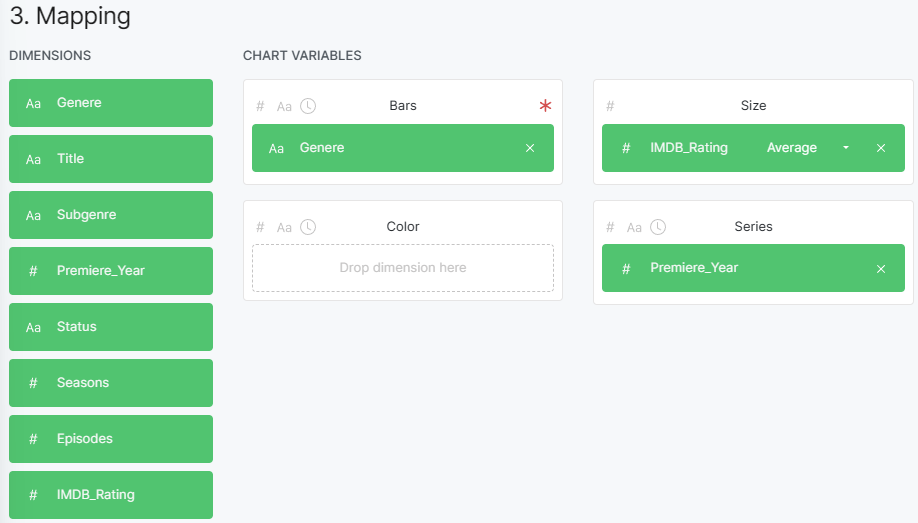 3. Mapping
DIMENSIONS
Aa Genere
Aa Title
Aa Subgenre
# Premiere_Year
Aa Status
# Seasons
# Episodes
# IMDB_Rating
CHART VARIABLES
# Aa Bars *
Aa Genere ×
# Size
# IMDB_Rating Average ×
# Aa Color
Drop dimension here
# Aa Series
# Premiere_Year ×